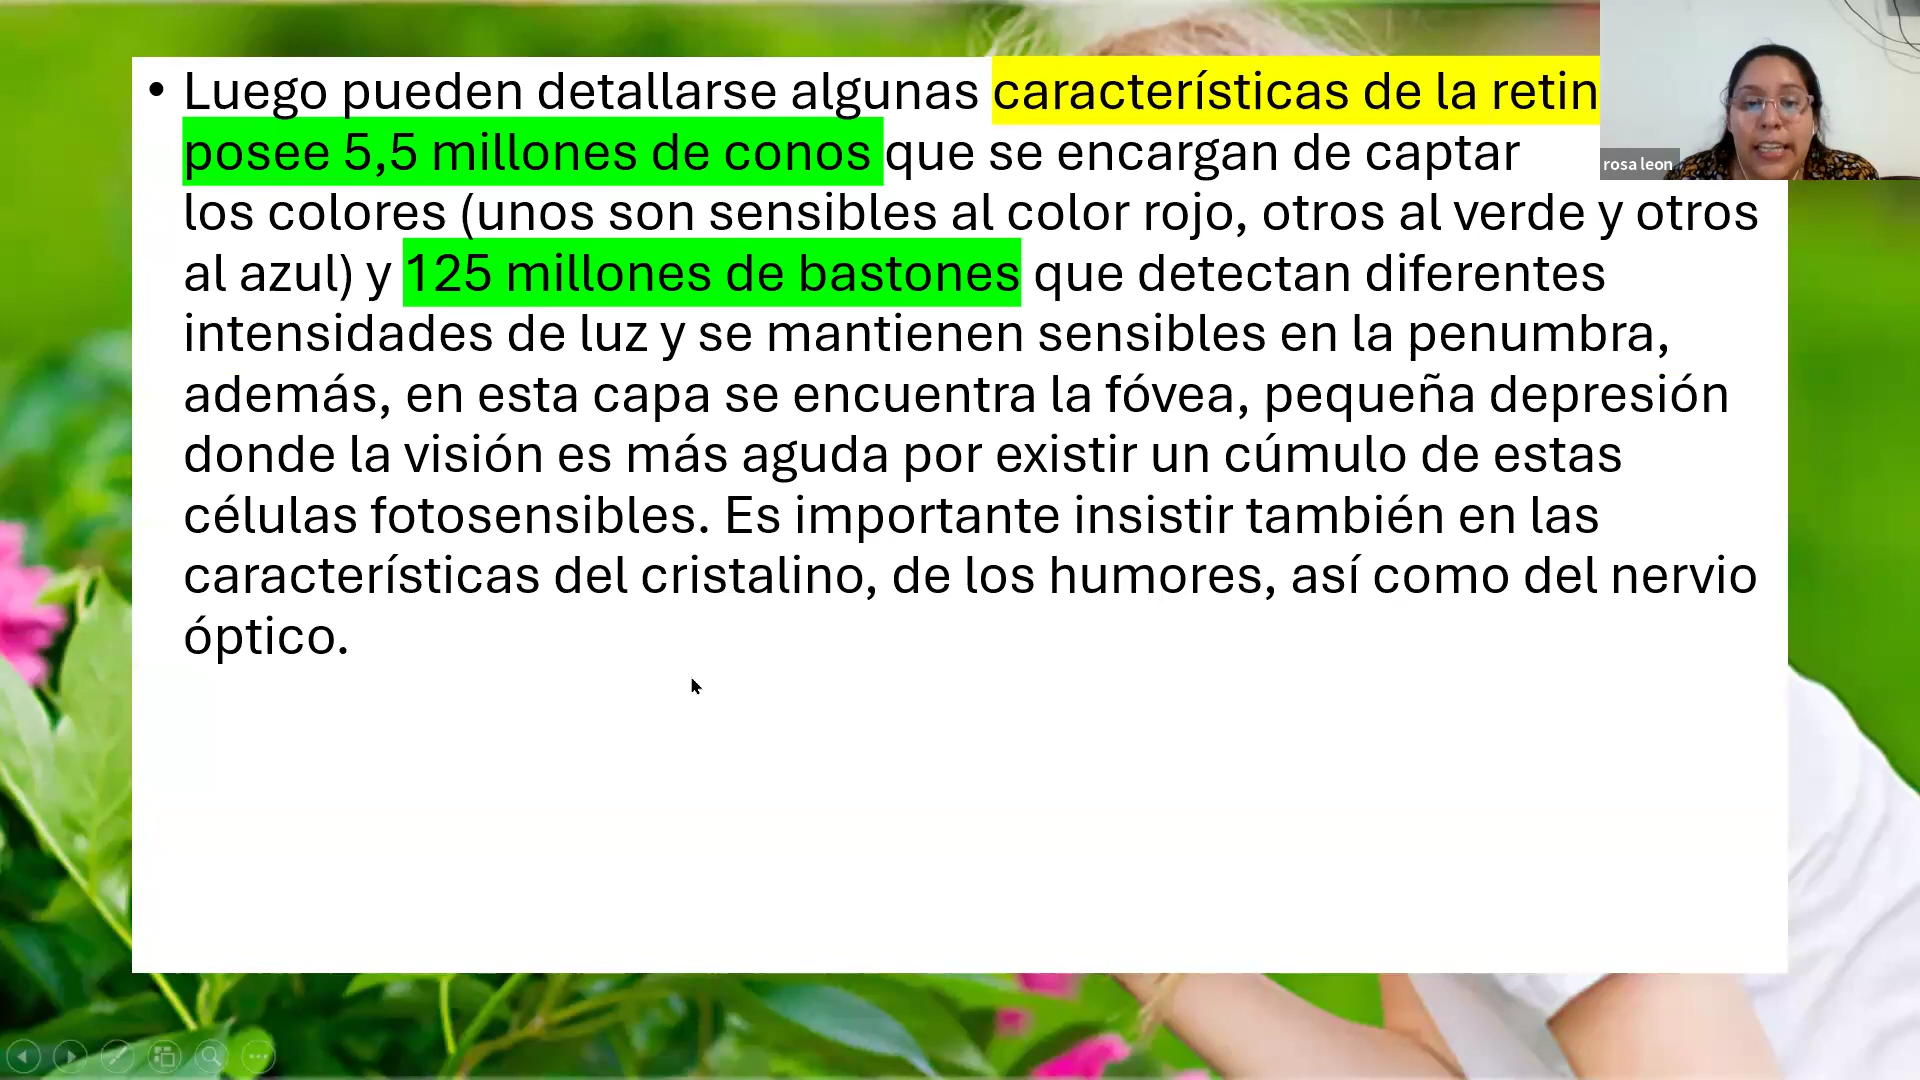 • Luego pueden detallarse algunas características de la retin
posee 5,5 millones de conos que se encargan de captar
los colores (unos son sensibles al color rojo, otros al verde y otros
al azul) y 125 millones de bastones que detectan diferentes
intensidades de luz y se mantienen sensibles en la penumbra,
además, en esta capa se encuentra la fóvea, pequeña depresión
donde la visión es más aguda por existir un cúmulo de estas
células fotosensibles. Es importante insistir también en las
características del cristalino, de los humores, así como del nervio
óptico.
rosa leon